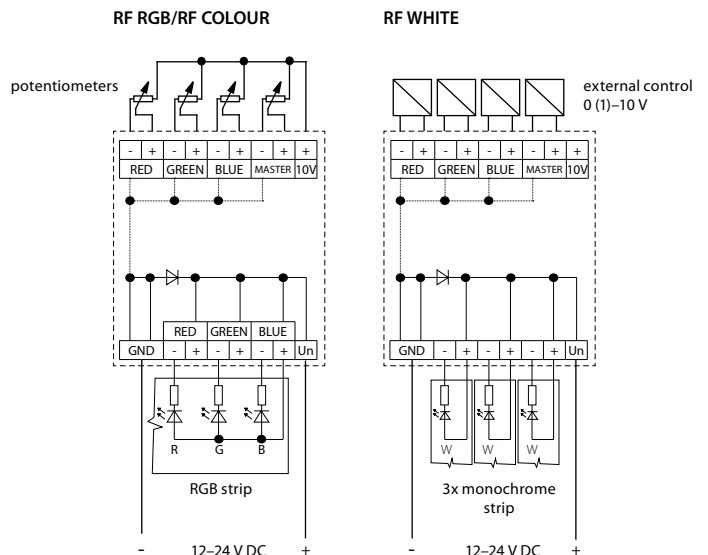 RF RGB/RF COLOUR
potentiometers
- + - + - + - + +
RED GREEN BLUE MASTER 10V
RED GREEN BLUE
GND - + - + - + Un
R G B
RGB strip
- 12–24 V DC +
RF WHITE
external control
0 (1)–10 V
- + - + - + - + +
RED GREEN BLUE MASTER 10V
GND - + - + - + Un
W W W
3x monochrome
strip
- 12–24 V DC +